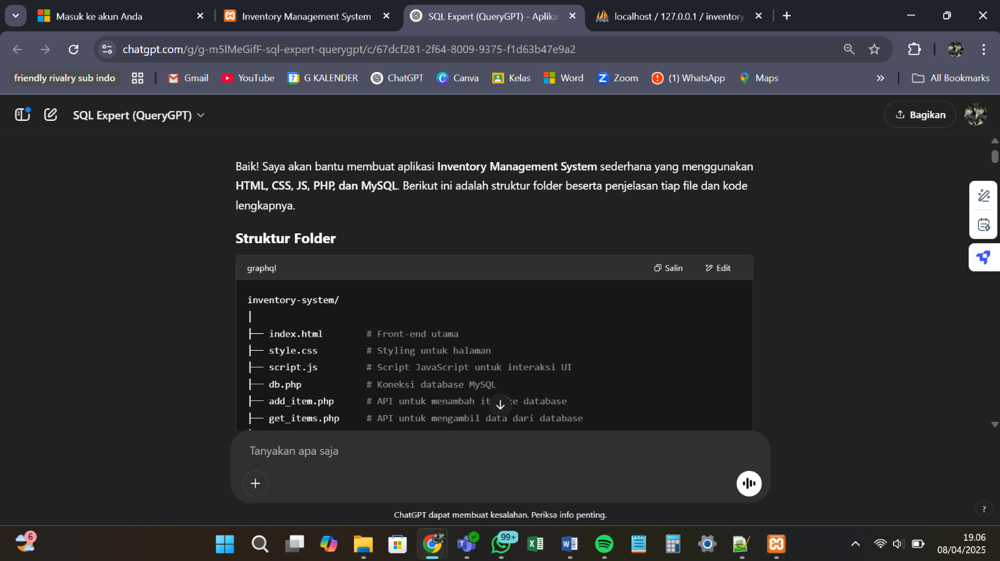 Masuk ke akun Anda
Inventory Management System
SQL Expert (QueryGPT) - Aplika
localhost / 127.0.0.1 / inventory
chatgpt.com/g/g-m5lMeGifF-sql-expert-querygpt/c/67dcf281-2f64-8009-9375-f1d63b47e9a2
friendly rivalry sub indo
Gmail
YouTube
7
G KALENDER
ChatGPT
Canva
Kelas
Word
Zoom
(1) WhatsApp
Maps
All Bookmarks
SQL Expert (QueryGPT)
Bagikan
Baik! Saya akan bantu membuat aplikasi Inventory Management System sederhana yang menggunakan
HTML, CSS, JS, PHP, dan MySQL. Berikut ini adalah struktur folder beserta penjelasan tiap file dan kode
lengkapnya.
Struktur Folder
graphql
Salin
Edit
inventory-system/
│
├── index.html # Front-end utama
├── style.css # Styling untuk halaman
├── script.js # Script JavaScript untuk interaksi UI
├── db.php # Koneksi database MySQL
├── add_item.php # API untuk menambah it ke database
├── get_items.php # API untuk mengambil data dari database
Tanyakan apa saja
ChatGPT dapat membuat kesalahan. Periksa info penting.
?
6
99+
19.06
08/04/2025